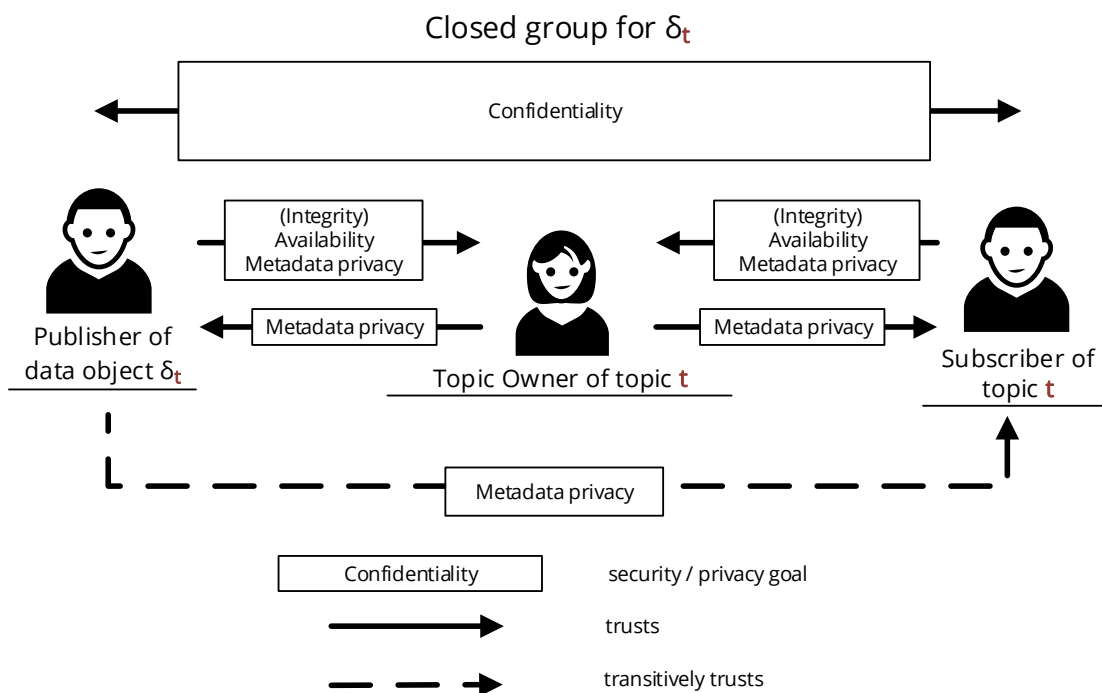 Closed group for δt
Confidentiality
(Integrity)
Availability
Metadata privacy
(Integrity)
Availability
Metadata privacy
Metadata privacy
Metadata privacy
Publisher of
data object δt
Topic Owner of topic t
Subscriber of
topic t
Metadata privacy
Confidentiality
security / privacy goal
trusts
transitively trusts